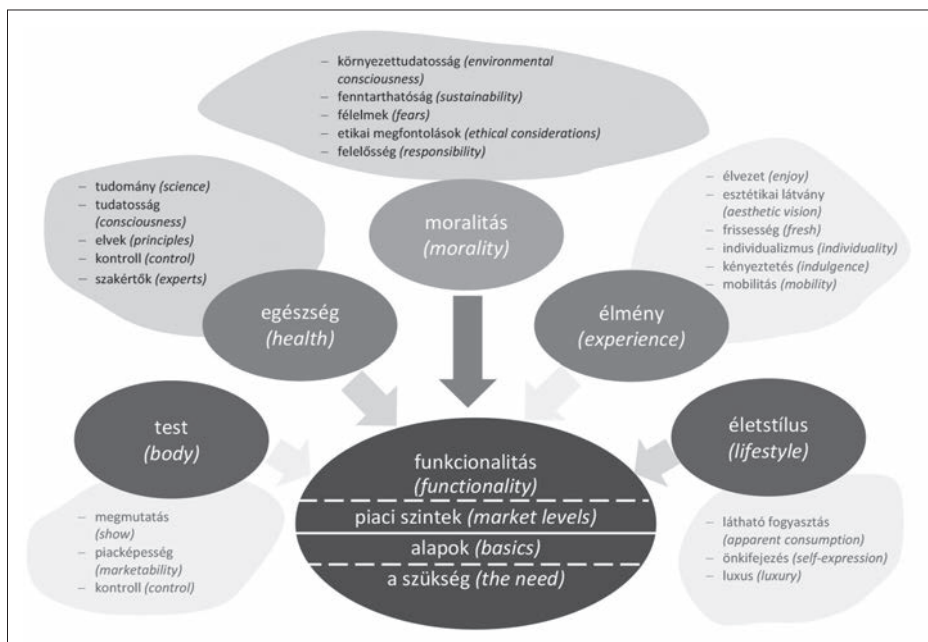 – környezettudatosság (environmental
consciousness)
– fenntarthatóság (sustainability)
– félelmek (fears)
– etikai megfontolások (ethical considerations)
– felelősség (responsibility)
– tudomány (science)
– tudatosság
(consciousness)
– elvek (principles)
– kontroll (control)
– szakértők (experts)
moralitás
(morality)
– élvezet (enjoy)
– esztétikai látvány
(aesthetic vision)
– frissesség (fresh)
– individualizmus (individuality)
– kényeztetés (indulgence)
– mobilitás (mobility)
egészség
(health)
élmény
(experience)
test
(body)
életstílus
(lifestyle)
funkcionalitás
(functionality)
piaci szintek (market levels)
alapok (basics)
a szükség (the need)
– megmutatás
(show)
– piacképesség
(marketability)
– kontroll (control)
– látható fogyasztás
(apparent consumption)
– önkifejezés (self-expression)
– luxus (luxury)